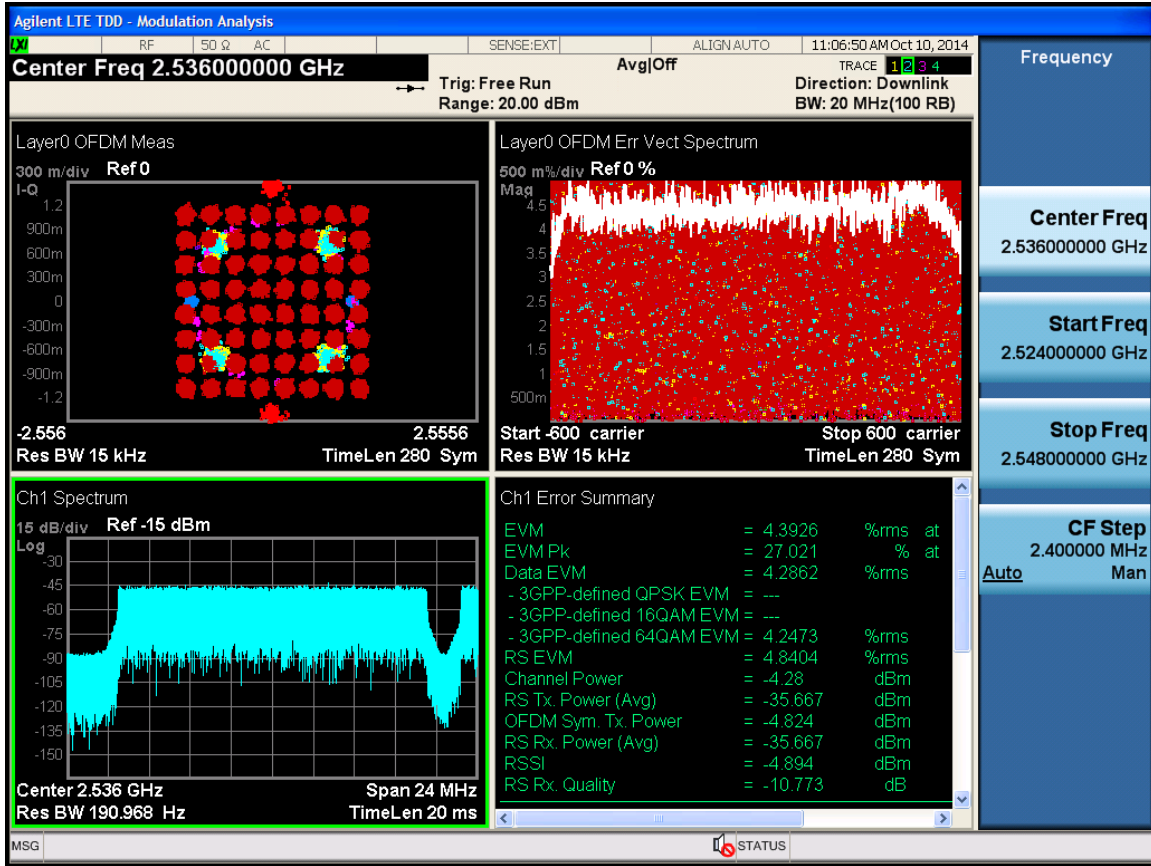 Agilent LTE TDD - Modulation Analysis
LXI RF 50 Ω AC SENSE:EXT ALIGN AUTO 11:06:50 AM Oct 10, 2014
Center Freq 2.536000000 GHz
Avg|Off
TRACE 1 2 3 4
Trig: Free Run
Direction: Downlink
Range: 20.00 dBm
BW: 20 MHz(100 RB)
Layer0 OFDM Meas
300 m/div Ref 0
I-Q
1.2
900m
600m
300m
0
-300m
-600m
-900m
-1.2
-2.556 2.5556
Res BW 15 kHz TimeLen 280 Sym
Layer0 OFDM Err Vect Spectrum
500 m%/div Ref 0 %
Mag
4.5
4
3.5
3
2.5
2
1.5
1
500m
Start -600 carrier Stop 600 carrier
Res BW 15 kHz TimeLen 280 Sym
Ch1 Spectrum
15 dB/div Ref -15 dBm
Log
-30
-45
-60
-75
-90
-105
-120
-135
-150
Center 2.536 GHz Span 24 MHz
Res BW 190.968 Hz TimeLen 20 ms
Ch1 Error Summary
EVM = 4.3926 %rms at
EVM Pk = 27.021 % at
Data EVM = 4.2862 %rms
- 3GPP-defined QPSK EVM = ---
- 3GPP-defined 16QAM EVM = ---
- 3GPP-defined 64QAM EVM = 4.2473 %rms
RS EVM = 4.8404 %rms
Channel Power = -4.28 dBm
RS Tx. Power (Avg) = -35.667 dBm
OFDM Sym. Tx. Power = -4.824 dBm
RS Rx. Power (Avg) = -35.667 dBm
RSSI = -4.894 dBm
RS Rx. Quality = -10.773 dB
Frequency
Center Freq
2.536000000 GHz
Start Freq
2.524000000 GHz
Stop Freq
2.548000000 GHz
CF Step
2.400000 MHz
Auto Man
MSG STATUS